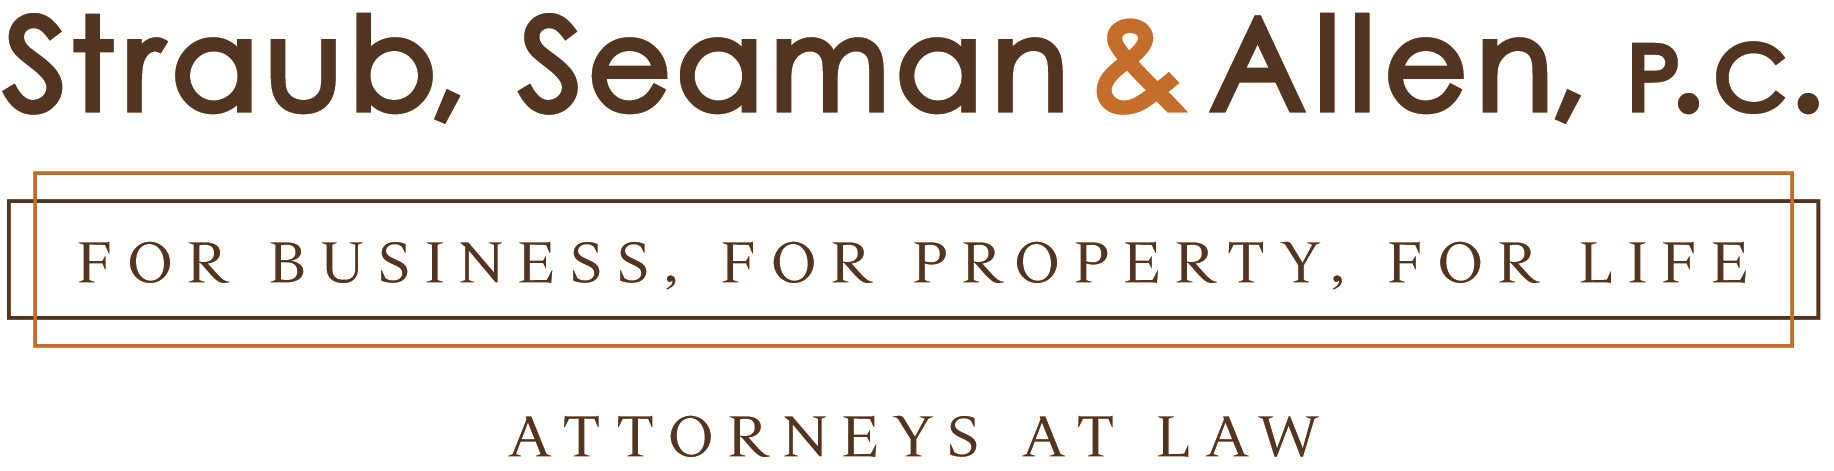 Straub, Seaman & Allen, P.C.
FOR BUSINESS, FOR PROPERTY, FOR LIFE
ATTORNEYS AT LAW